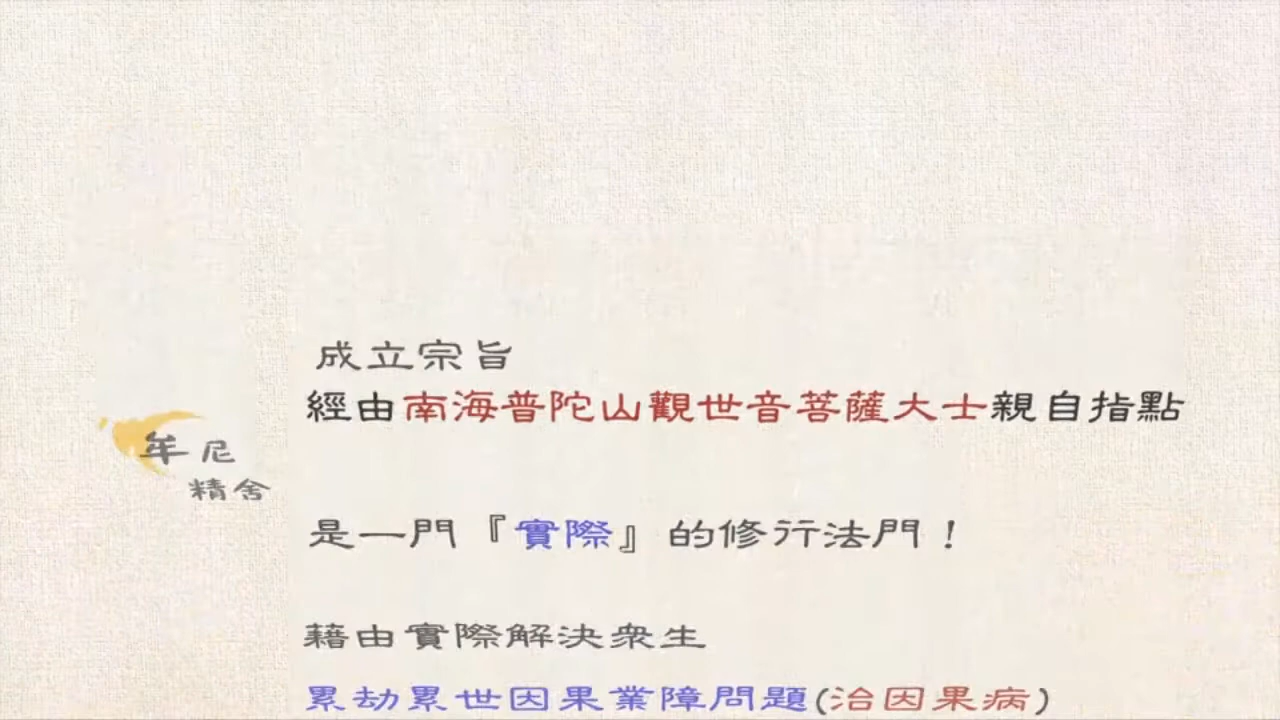 牟尼
精舍
成立宗旨
經由南海普陀山觀世音菩薩大士親自指點
是一門『實際』的修行法門！
藉由實際解決衆生
累劫累世因果業障問題(治因果病)